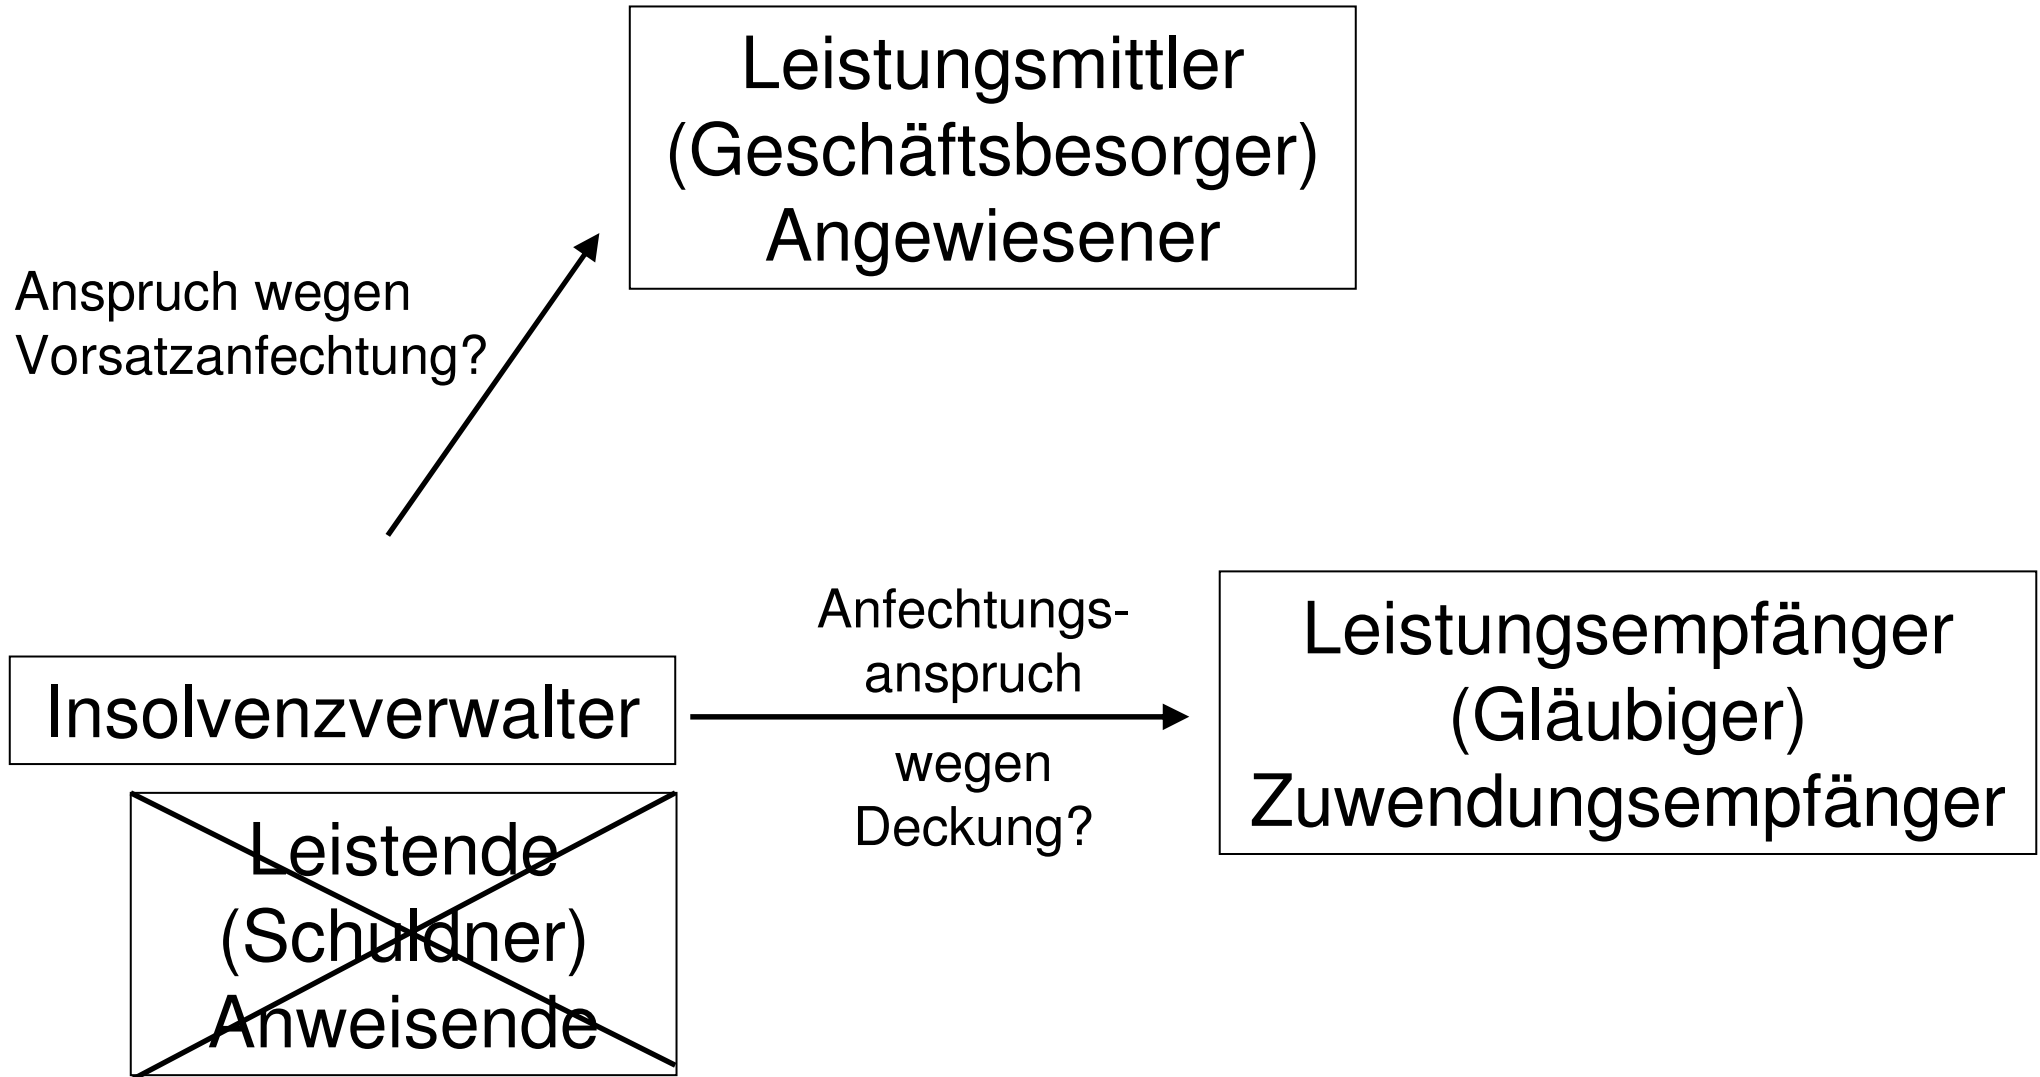 Leistungsmittler
(Geschäftsbesorger)
Angewiesener
Anspruch wegen
Vorsatzanfechtung?
Insolvenzverwalter
Anfechtungs-
anspruch
wegen
Deckung?
Leistungsempfänger
(Gläubiger)
Zuwendungsempfänger
Leistende
(Schuldner)
Anweisende